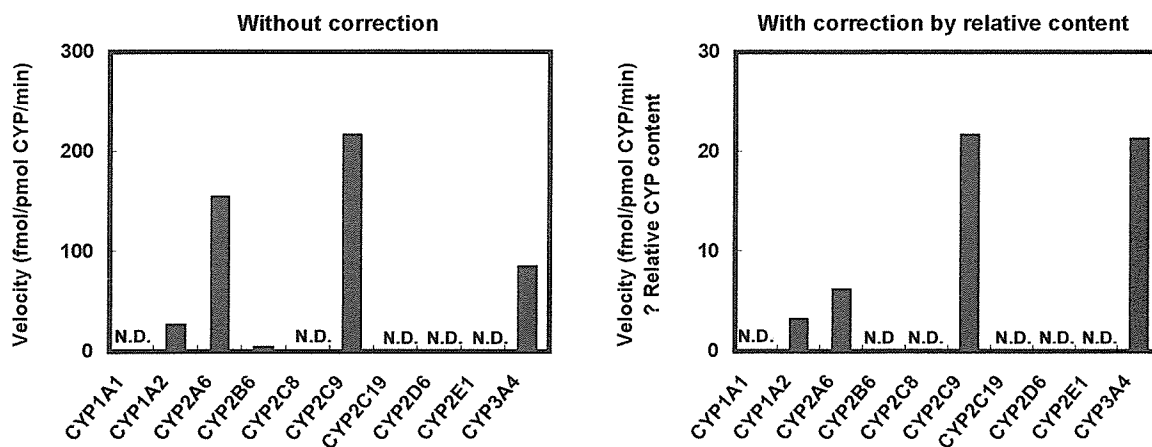 Without correction
Velocity (fmol/pmol CYP/min)
300
200
100
0
N.D.
N.D.
N.D.
N.D.
N.D.
CYP1A1
CYP1A2
CYP2A6
CYP2B6
CYP2C8
CYP2C9
CYP2C19
CYP2D6
CYP2E1
CYP3A4
With correction by relative content
Velocity (fmol/pmol CYP/min)
? Relative CYP content
30
20
10
0
N.D.
N.D
N.D.
N.D.
N.D.
N.D.
CYP1A1
CYP1A2
CYP2A6
CYP2B6
CYP2C8
CYP2C9
CYP2C19
CYP2D6
CYP2E1
CYP3A4